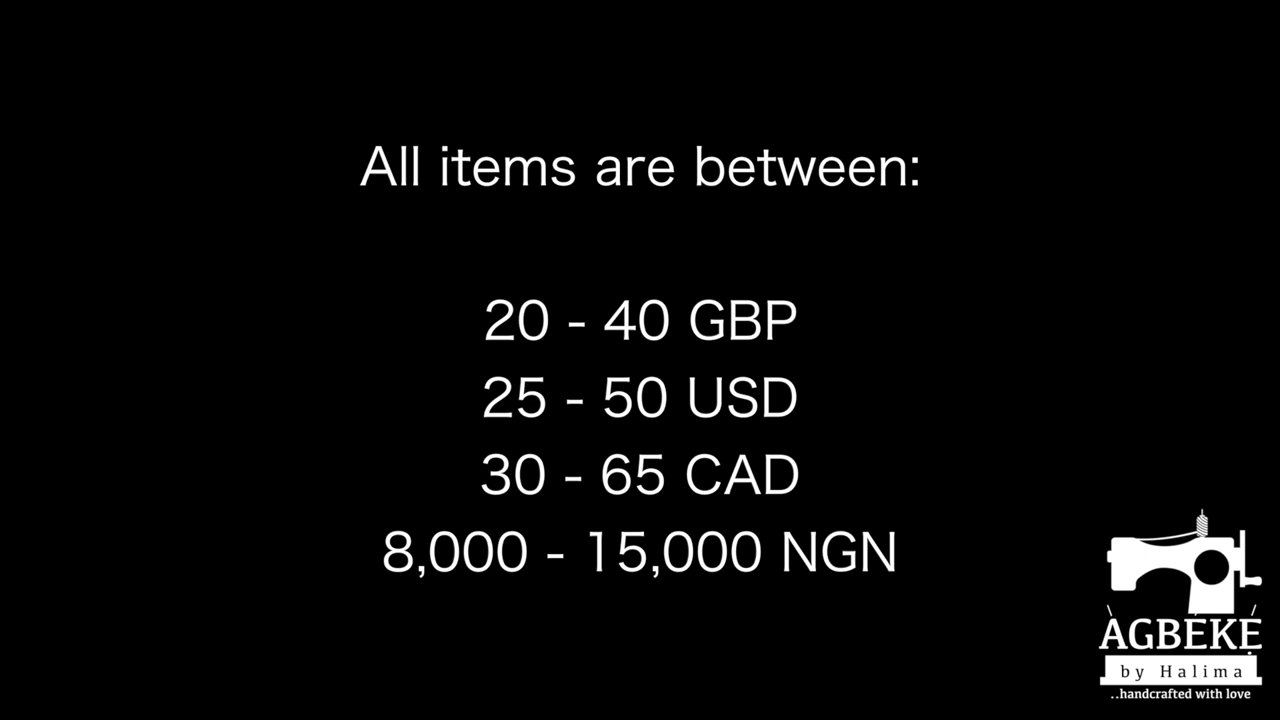 All items are between:
20 - 40 GBP
25 - 50 USD
30 - 65 CAD
8,000 - 15,000 NGN
ÀGBÈKẸ́
by Halima
..handcrafted with love